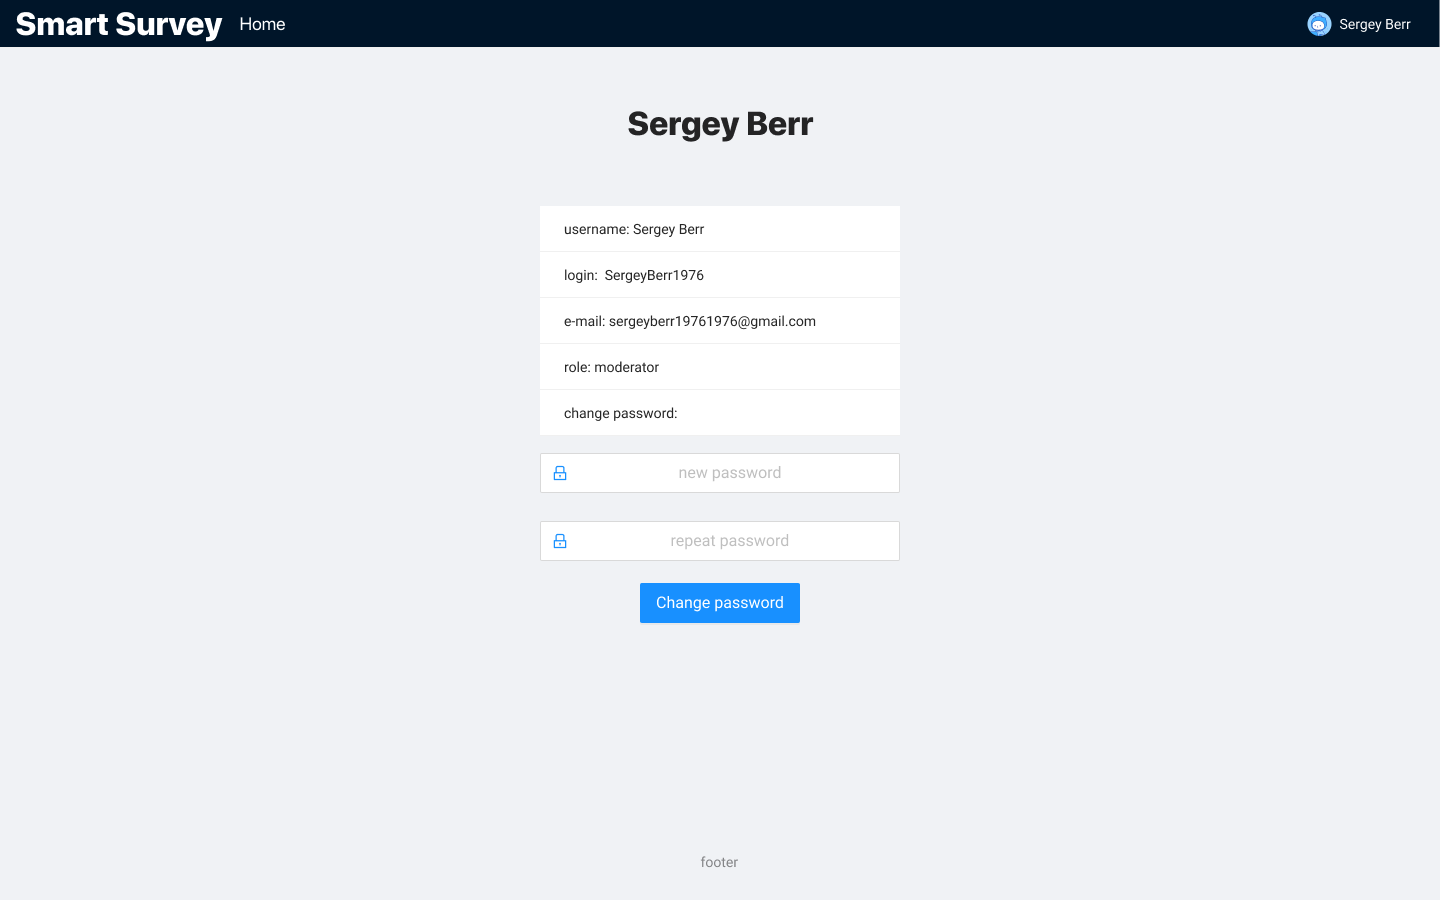 Smart Survey Home Sergey Berr
Sergey Berr
username: Sergey Berr
login: SergeyBerr1976
e-mail: sergeyberr19761976@gmail.com
role: moderator
change password:
new password
repeat password
Change password
footer